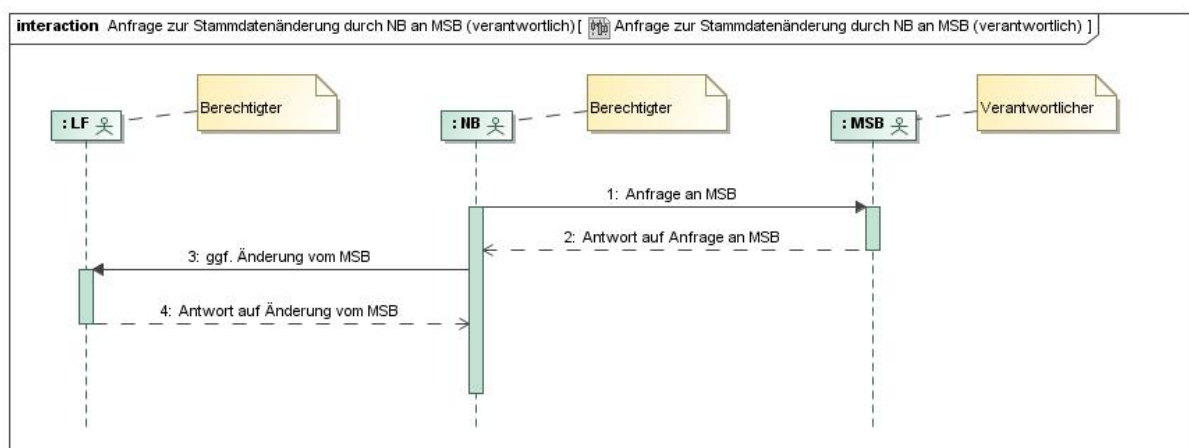 interaction Anfrage zur Stammdatenänderung durch NB an MSB (verantwortlich)[ Anfrage zur Stammdatenänderung durch NB an MSB (verantwortlich) ]
Berechtigter
Berechtigter
Verantwortlicher
: LF
: NB
: MSB
1: Anfrage an MSB
2: Antwort auf Anfrage an MSB
3: ggf. Änderung vom MSB
4: Antwort auf Änderung vom MSB